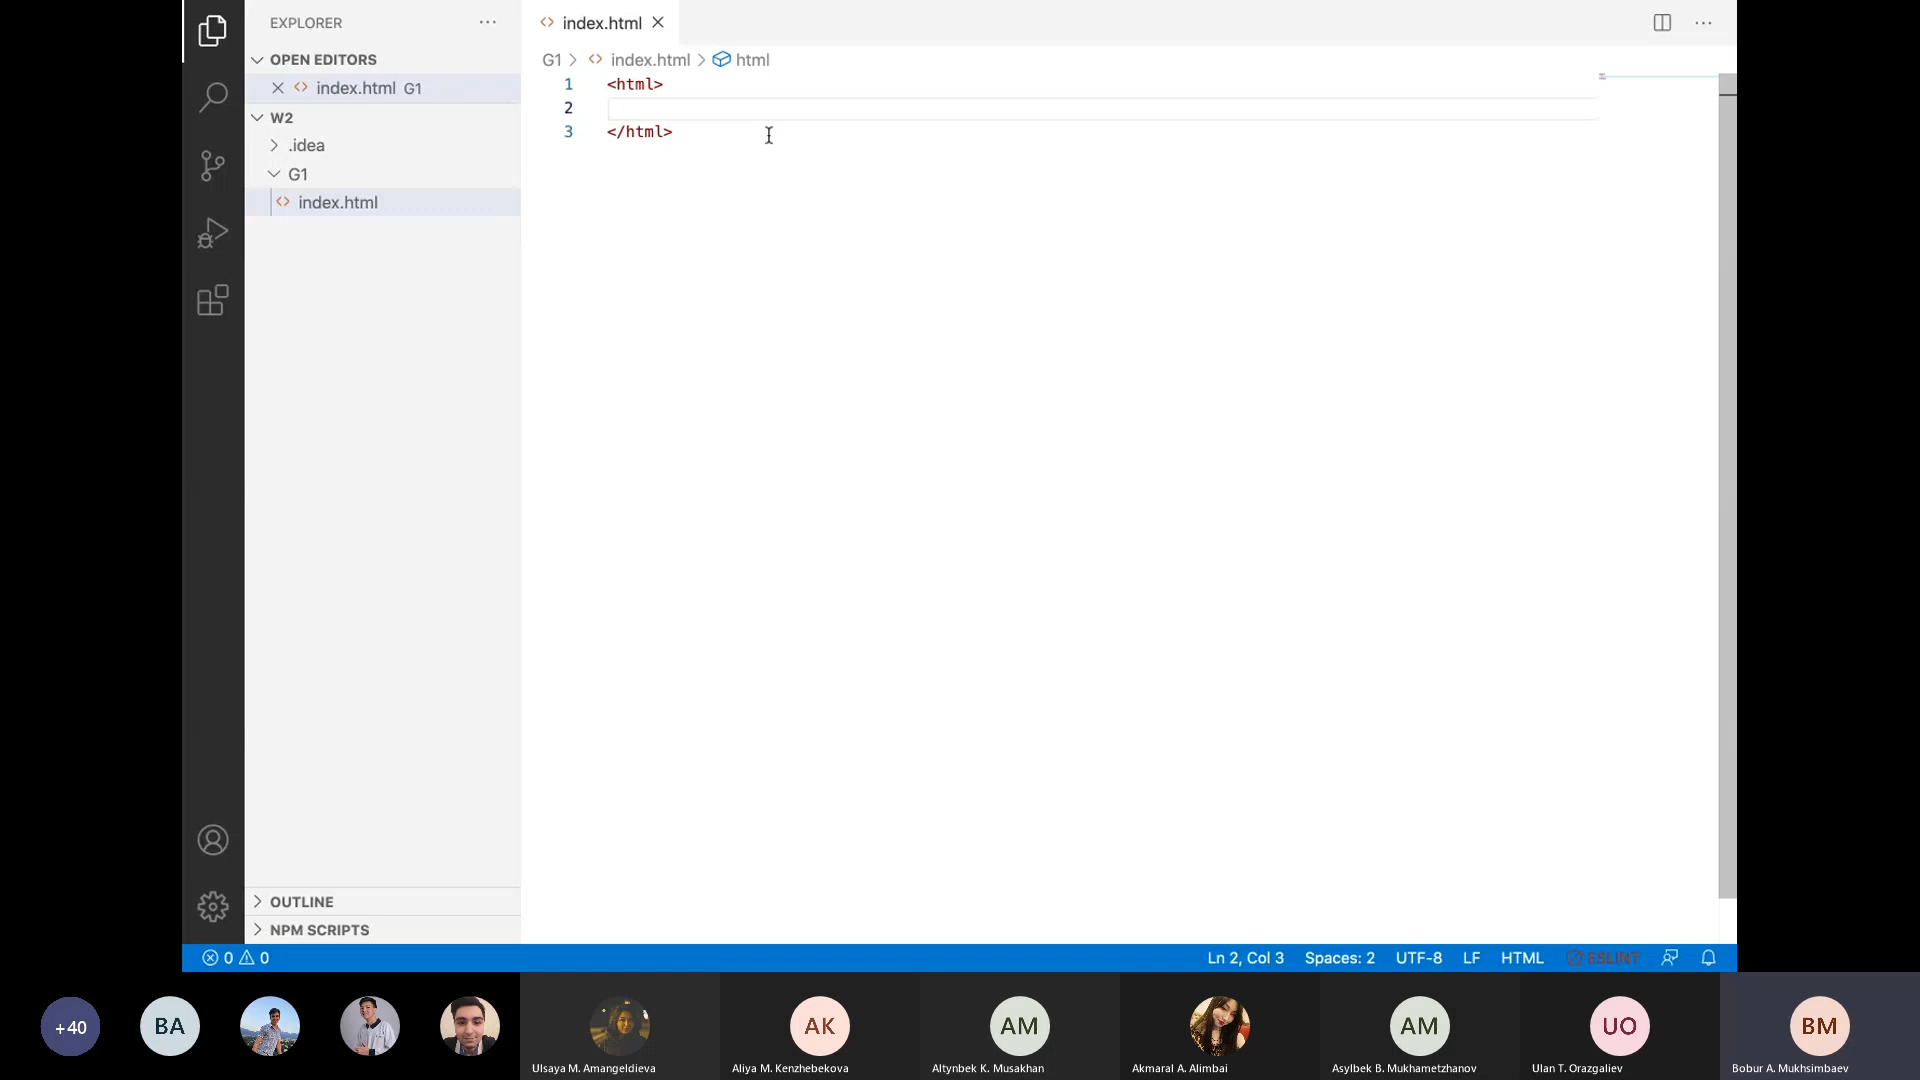 EXPLORER
OPEN EDITORS
index.html G1
W2
.idea
G1
index.html
OUTLINE
NPM SCRIPTS
index.html
G1 > index.html > html
1 <html>
2
3 </html>
0 0
Ln 2, Col 3 Spaces: 2 UTF-8 LF HTML ESLINT
+40
BA
Ulsaya M. Amangeldieva
AK
Aliya M. Kenzhebekova
AM
Altynbek K. Musakhan
Akmaral A. Alimbai
AM
Asylbek B. Mukhametzhanov
UO
Ulan T. Orazgaliev
BM
Bobur A. Mukhsimbaev